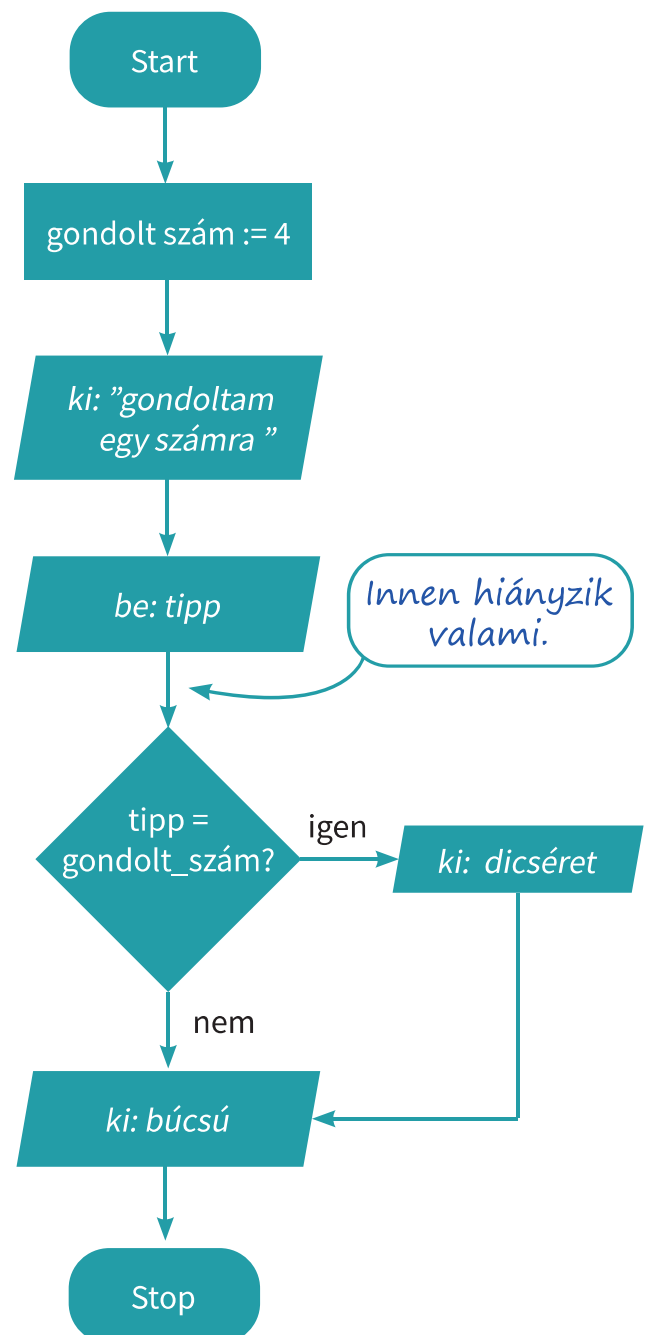 Start
gondolt szám := 4
ki: ”gondoltam
egy számra ”
be: tipp
Innen hiányzik
valami.
tipp =
gondolt_szám?
igen
ki: dicséret
nem
ki: búcsú
Stop